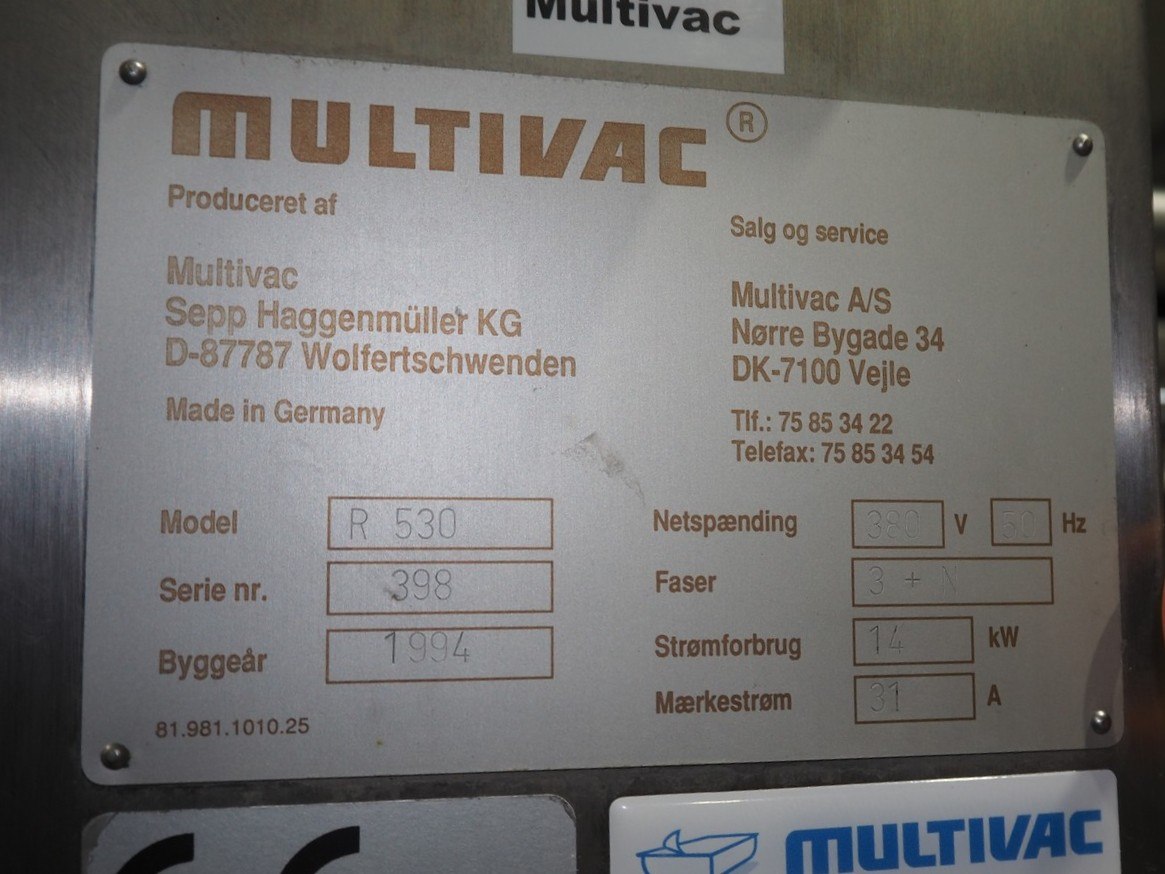 Multivac
MULTIVAC ®
Produceret af
Multivac
Sepp Haggenmüller KG
D-87787 Wolfertschwenden
Made in Germany
Salg og service
Multivac A/S
Nørre Bygade 34
DK-7100 Vejle
Tlf.: 75 85 34 22
Telefax: 75 85 34 54
Model R 530
Serie nr. 398
Byggeår 1994
81.981.1010.25
Netspænding 380 V 50 Hz
Faser 3 + N
Strømforbrug 14 kW
Mærkestrøm 31 A
CE
MULTIVAC